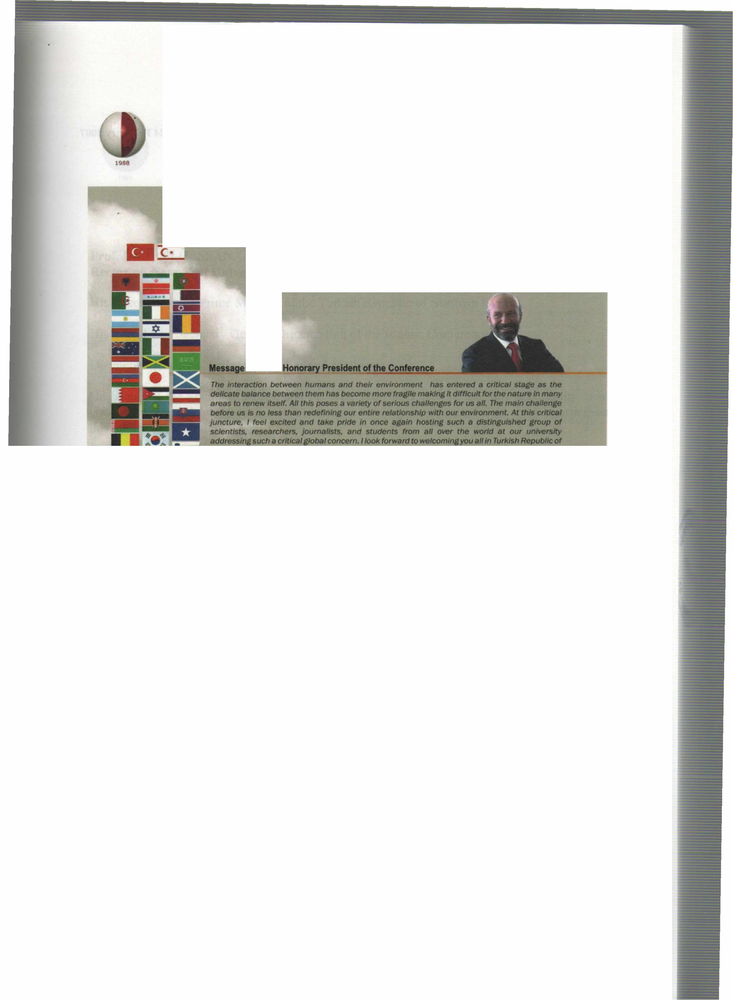 1988
Message
Honorary President of the Conference
The interaction between humans and their environment has entered a critical stage as the
delicate balance between them has become more fragile making it difficult for the nature in many
areas to renew itself. All this poses a variety of serious challenges for us all. The main challenge
before us is no less than redefining our entire relationship with our environment. At this critical
juncture, I feel excited and take pride in once again hosting such a distinguished group of
scientists, researchers, journalists, and students from all over the world at our university
addressing such a critical global concern. I look forward to welcoming you all in Turkish Republic of